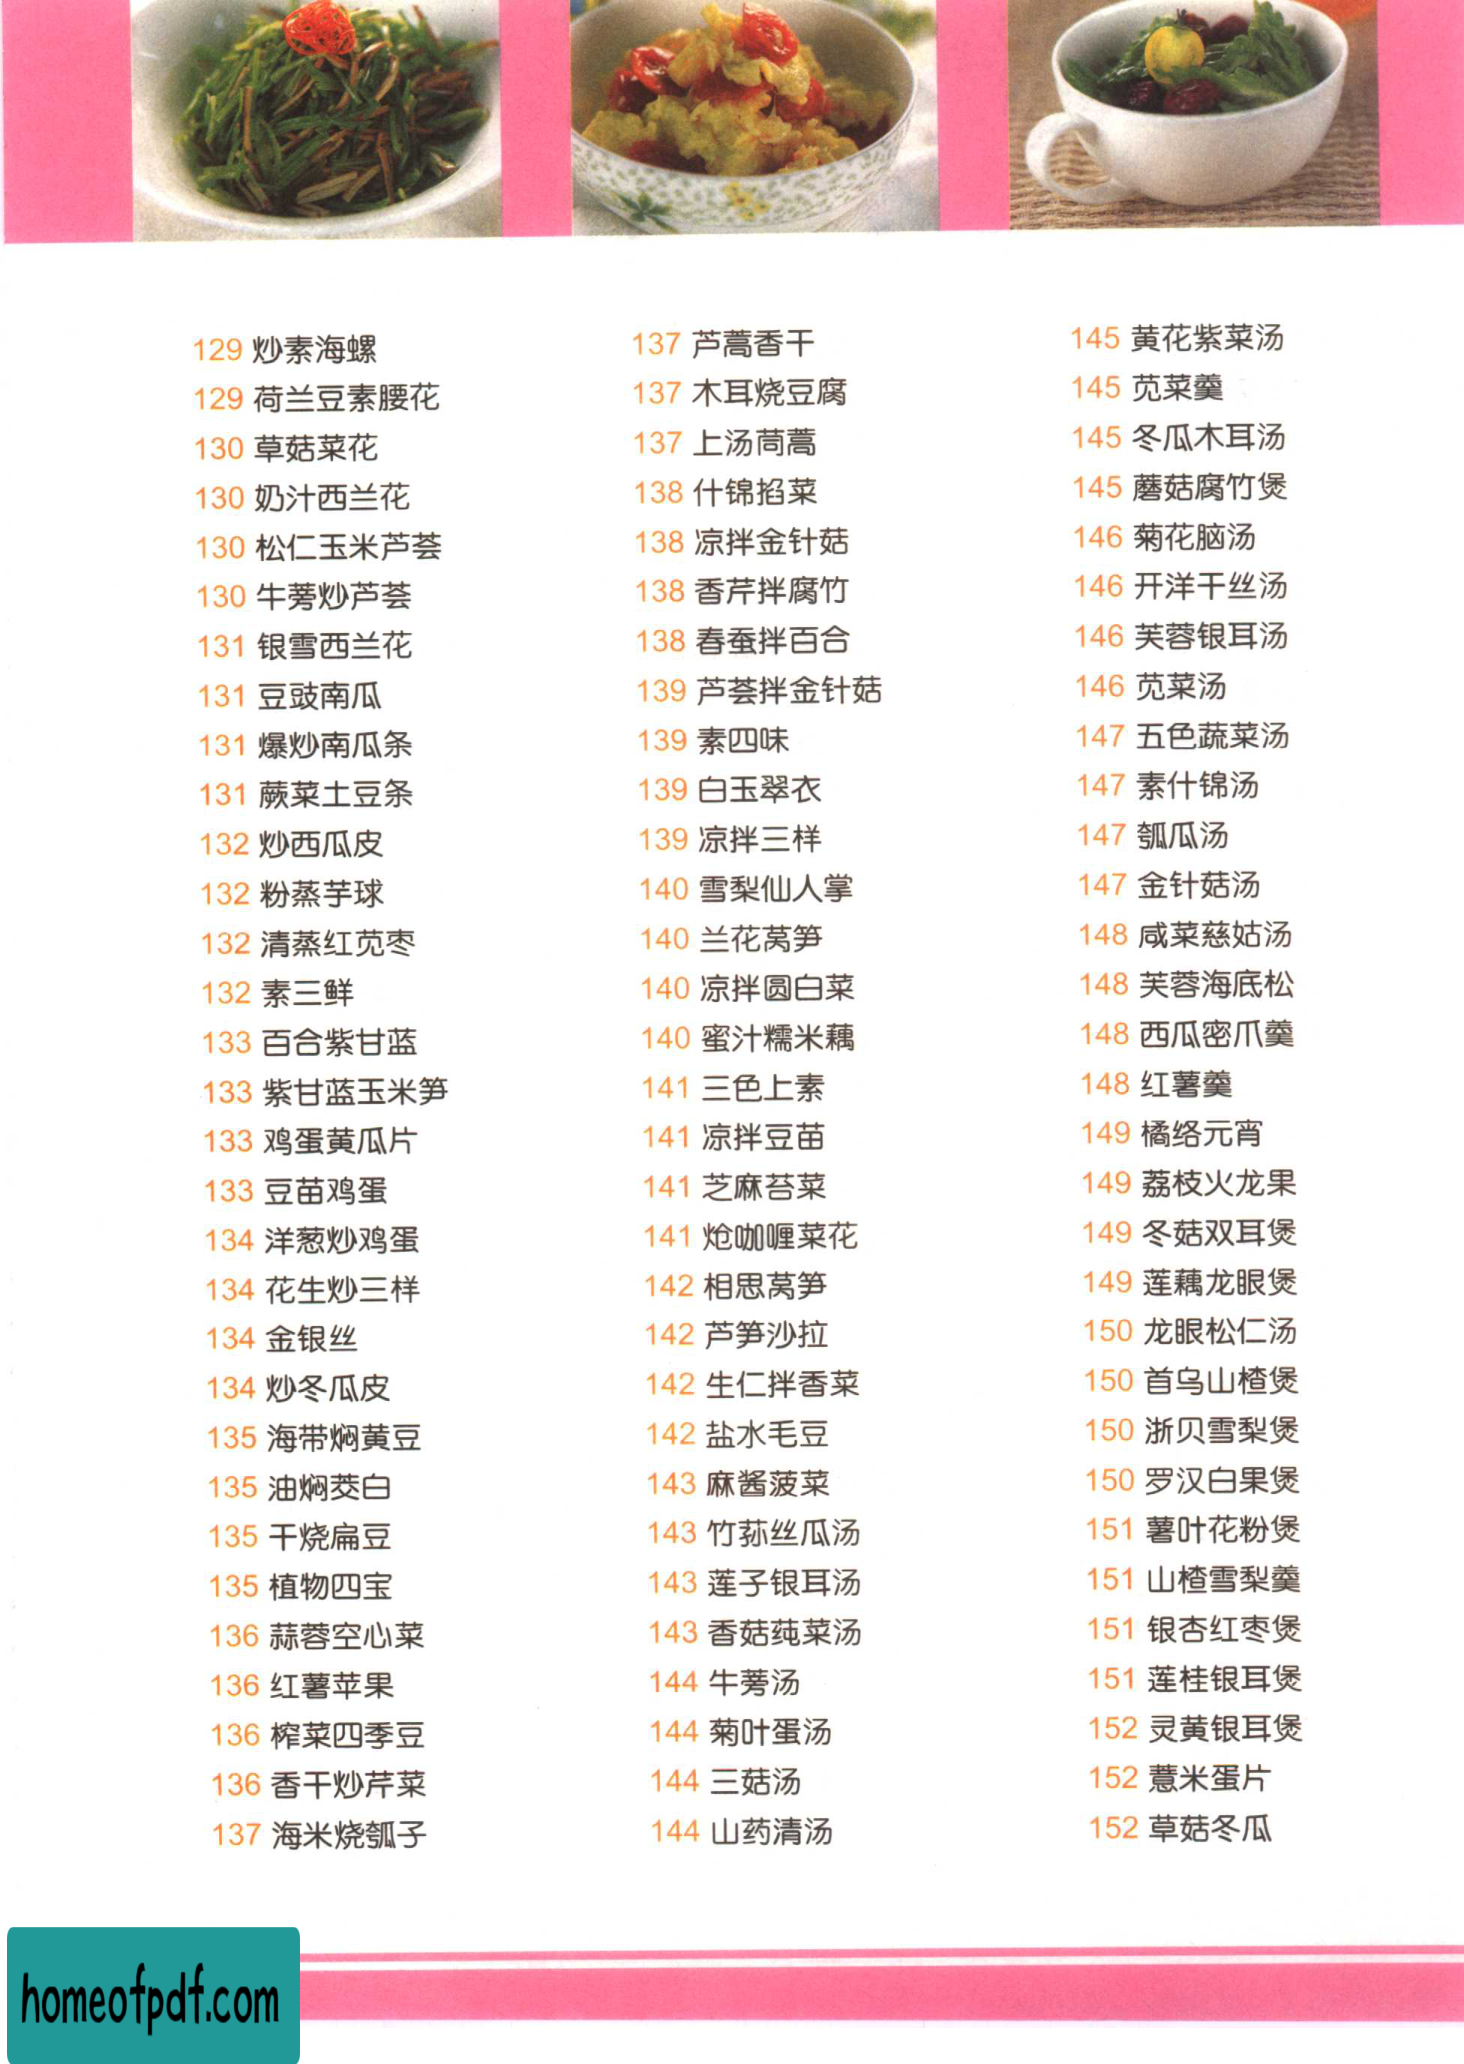 129 炒素海螺
129 荷兰豆素腰花
130 草菇菜花
130 奶汁西兰花
130 松仁玉米芦荟
130 牛蒡炒芦荟
131 银雪西兰花
131 豆豉南瓜
131 爆炒南瓜条
131 蕨菜土豆条
132 炒西瓜皮
132 粉蒸芋球
132 清蒸红苋枣
132 素三鲜
133 百合紫甘蓝
133 紫甘蓝玉米笋
133 鸡蛋黄瓜片
133 豆苗鸡蛋
134 洋葱炒鸡蛋
134 花生炒三样
134 金银丝
134 炒冬瓜皮
135 海带焖黄豆
135 油焖茭白
135 干烧扁豆
135 植物四宝
136 蒜蓉空心菜
136 红薯苹果
136 榨菜四季豆
136 香干炒芹菜
137 海米烧瓠子
137 芦蒿香干
137 木耳烧豆腐
137 上汤茼蒿
138 什锦掐菜
138 凉拌金针菇
138 香芹拌腐竹
138 春蚕拌百合
139 芦荟拌金针菇
139 素四味
139 白玉翠衣
139 凉拌三样
140 雪梨仙人掌
140 兰花莴笋
140 凉拌圆白菜
140 蜜汁糯米藕
141 三色上素
141 凉拌豆苗
141 芝麻苔菜
141 炝咖喱菜花
142 相思莴笋
142 芦笋沙拉
142 生仁拌香菜
142 盐水毛豆
143 麻酱菠菜
143 竹荪丝瓜汤
143 莲子银耳汤
143 香菇莼菜汤
144 牛蒡汤
144 菊叶蛋汤
144 三菇汤
144 山药清汤
145 黄花紫菜汤
145 苋菜羹
145 冬瓜木耳汤
145 蘑菇腐竹煲
146 菊花脑汤
146 开洋干丝汤
146 芙蓉银耳汤
146 苋菜汤
147 五色蔬菜汤
147 素什锦汤
147 瓠瓜汤
147 金针菇汤
148 咸菜慈姑汤
148 芙蓉海底松
148 西瓜密爪羹
148 红薯羹
149 橘络元宵
149 荔枝火龙果
149 冬菇双耳煲
149 莲藕龙眼煲
150 龙眼松仁汤
150 首乌山楂煲
150 浙贝雪梨煲
150 罗汉白果煲
151 薯叶花粉煲
151 山楂雪梨羹
151 银杏红枣煲
151 莲桂银耳煲
152 灵黄银耳煲
152 薏米蛋片
152 草菇冬瓜
homeofpdf.com